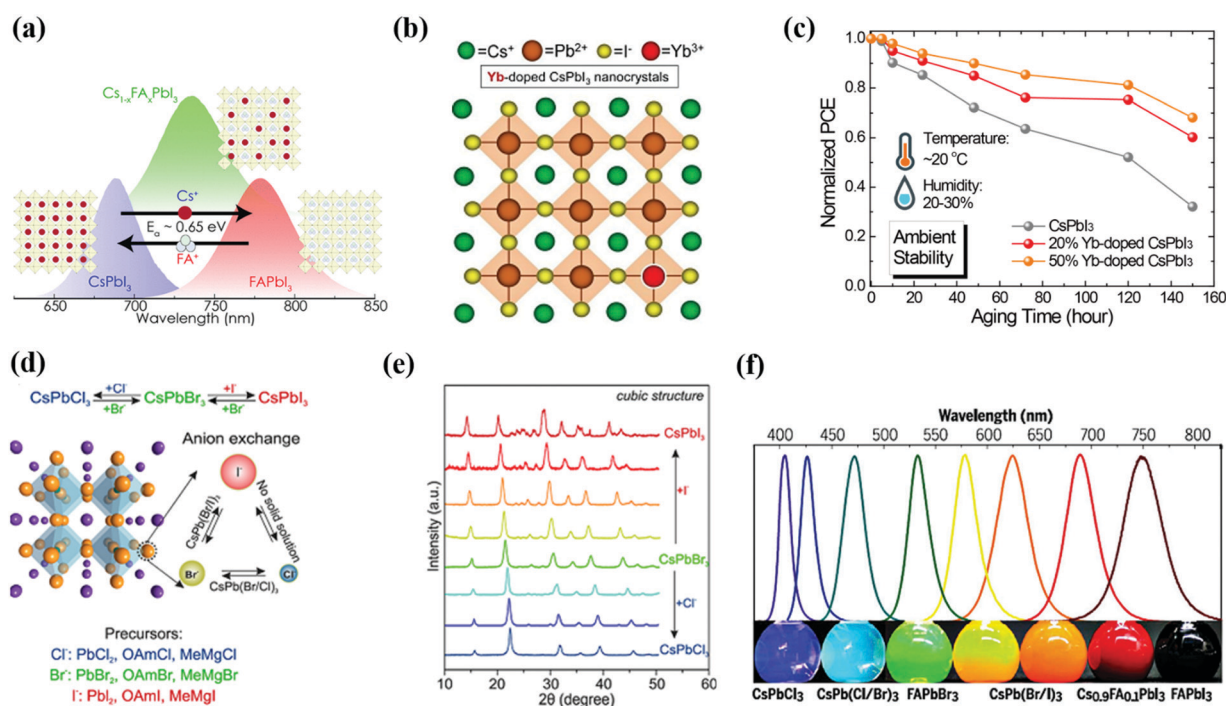 (a)
Cs₁₋ₓFAₓPbI₃
Cs⁺
Eₐ ~ 0.65 eV
FA⁺
CsPbI₃
FAPbI₃
650 700 750 800 850
Wavelength (nm)
(b)
=Cs⁺ =Pb²⁺ =I⁻ =Yb³⁺
Yb-doped CsPbI₃ nanocrystals
(c)
Normalized PCE
1.0
0.8
0.6
0.4
0.2
0.0
Temperature:
~20 °C
Humidity:
20-30%
Ambient
Stability
CsPbI₃
20% Yb-doped CsPbI₃
50% Yb-doped CsPbI₃
0 20 40 60 80 100 120 140 160
Aging Time (hour)
(d)
+Cl⁻ +I⁻
CsPbCl₃ CsPbBr₃ CsPbI₃
+Br⁻ +Br⁻
Anion exchange
I⁻
CsPb(Br/I)₃
No solid solution
Br⁻
Cl⁻
CsPb(Br/Cl)₃
Precursors:
Cl⁻: PbCl₂, OAmCl, MeMgCl
Br⁻: PbBr₂, OAmBr, MeMgBr
I⁻: PbI₂, OAmI, MeMgI
(e)
Intensity (a.u.)
cubic structure
CsPbI₃
+I⁻
CsPbBr₃
+Cl⁻
CsPbCl₃
10 20 30 40 50 60
2θ (degree)
(f)
Wavelength (nm)
400 450 500 550 600 650 700 750 800
CsPbCl₃ CsPb(Cl/Br)₃ FAPbBr₃ CsPb(Br/I)₃ Cs₀.₉FA₀.₁PbI₃ FAPbI₃